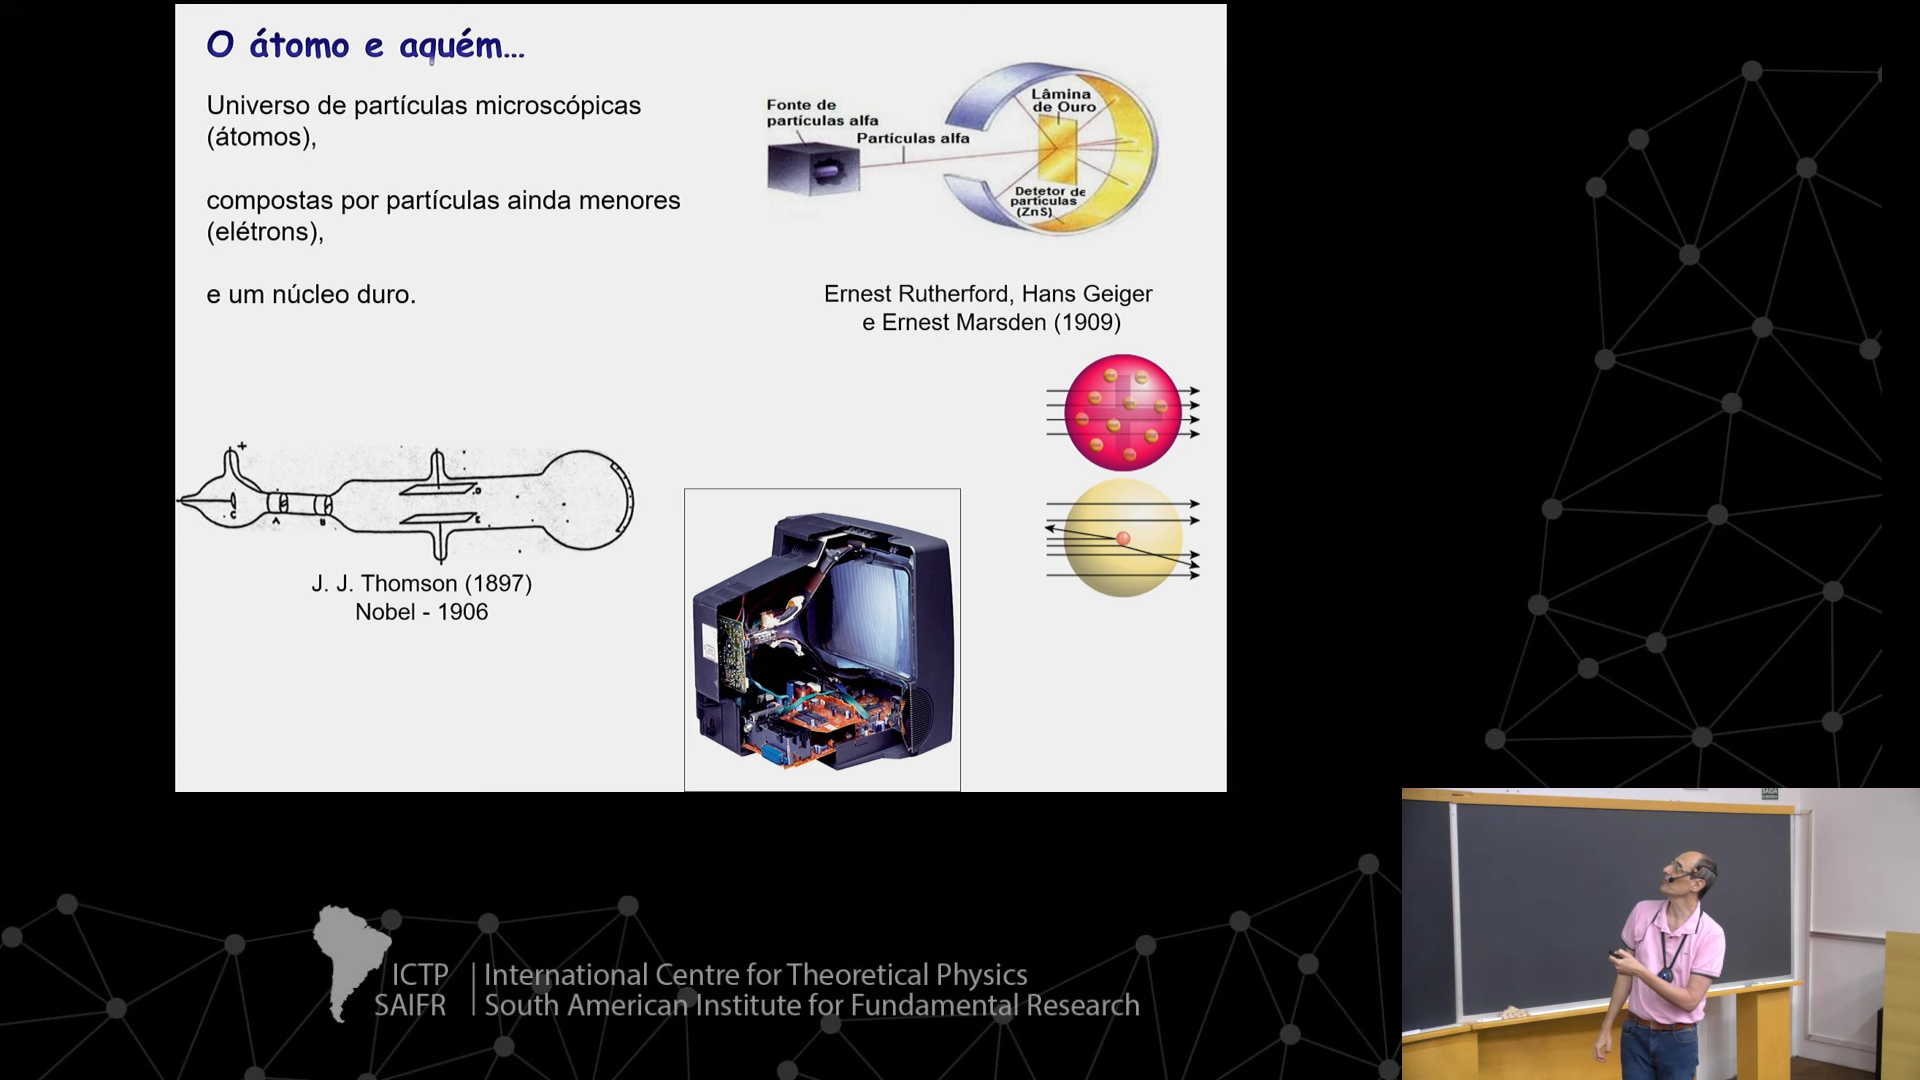 O átomo e aquém...
Universo de partículas microscópicas
(átomos),
compostas por partículas ainda menores
(elétrons),
e um núcleo duro.
Fonte de
partículas alfa
Partículas alfa
Lâmina
de Ouro
Detetor de
partículas
(ZnS)
Ernest Rutherford, Hans Geiger
e Ernest Marsden (1909)
+
C
A
B
D
E
J. J. Thomson (1897)
Nobel - 1906
ICTP
SAIFR
International Centre for Theoretical Physics
South American Institute for Fundamental Research